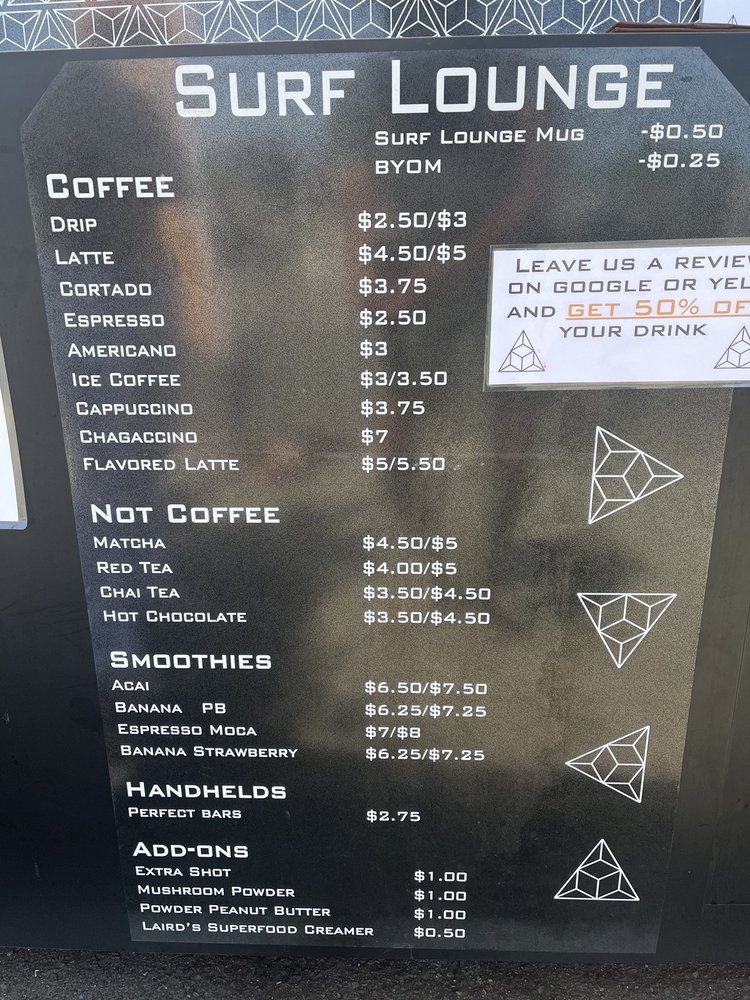 SURF LOUNGE
SURF LOUNGE MUG -$0.50
BYOM -$0.25
COFFEE
DRIP $2.50/$3
LATTE $4.50/$5
CORTADO $3.75
ESPRESSO $2.50
AMERICANO $3
ICE COFFEE $3/3.50
CAPPUCCINO $3.75
CHAGACCINO $7
FLAVORED LATTE $5/5.50
LEAVE US A REVIEW
ON GOOGLE OR YEL
AND GET 50% OF
YOUR DRINK
NOT COFFEE
MATCHA $4.50/$5
RED TEA $4.00/$5
CHAI TEA $3.50/$4.50
HOT CHOCOLATE $3.50/$4.50
SMOOTHIES
ACAI $6.50/$7.50
BANANA PB $6.25/$7.25
ESPRESSO MOCA $7/$8
BANANA STRAWBERRY $6.25/$7.25
HANDHELDS
PERFECT BARS $2.75
ADD-ONS
EXTRA SHOT $1.00
MUSHROOM POWDER $1.00
POWDER PEANUT BUTTER $1.00
LAIRD'S SUPERFOOD CREAMER $0.50